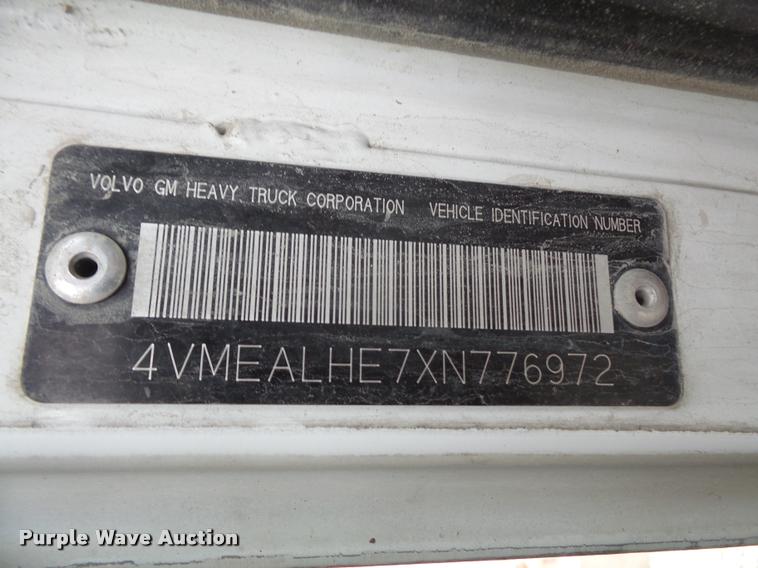 VOLVO GM HEAVY TRUCK CORPORATION VEHICLE IDENTIFICATION NUMBER
4VMEALHE7XN776972
Purple Wave Auction